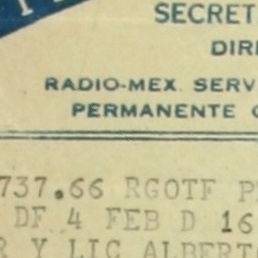 SECRET
DIR
RADIO-MEX. SERV
PERMANENTE
737.66 RGOTF P
DF 4 FEB D 16
R Y LIC ALBERT